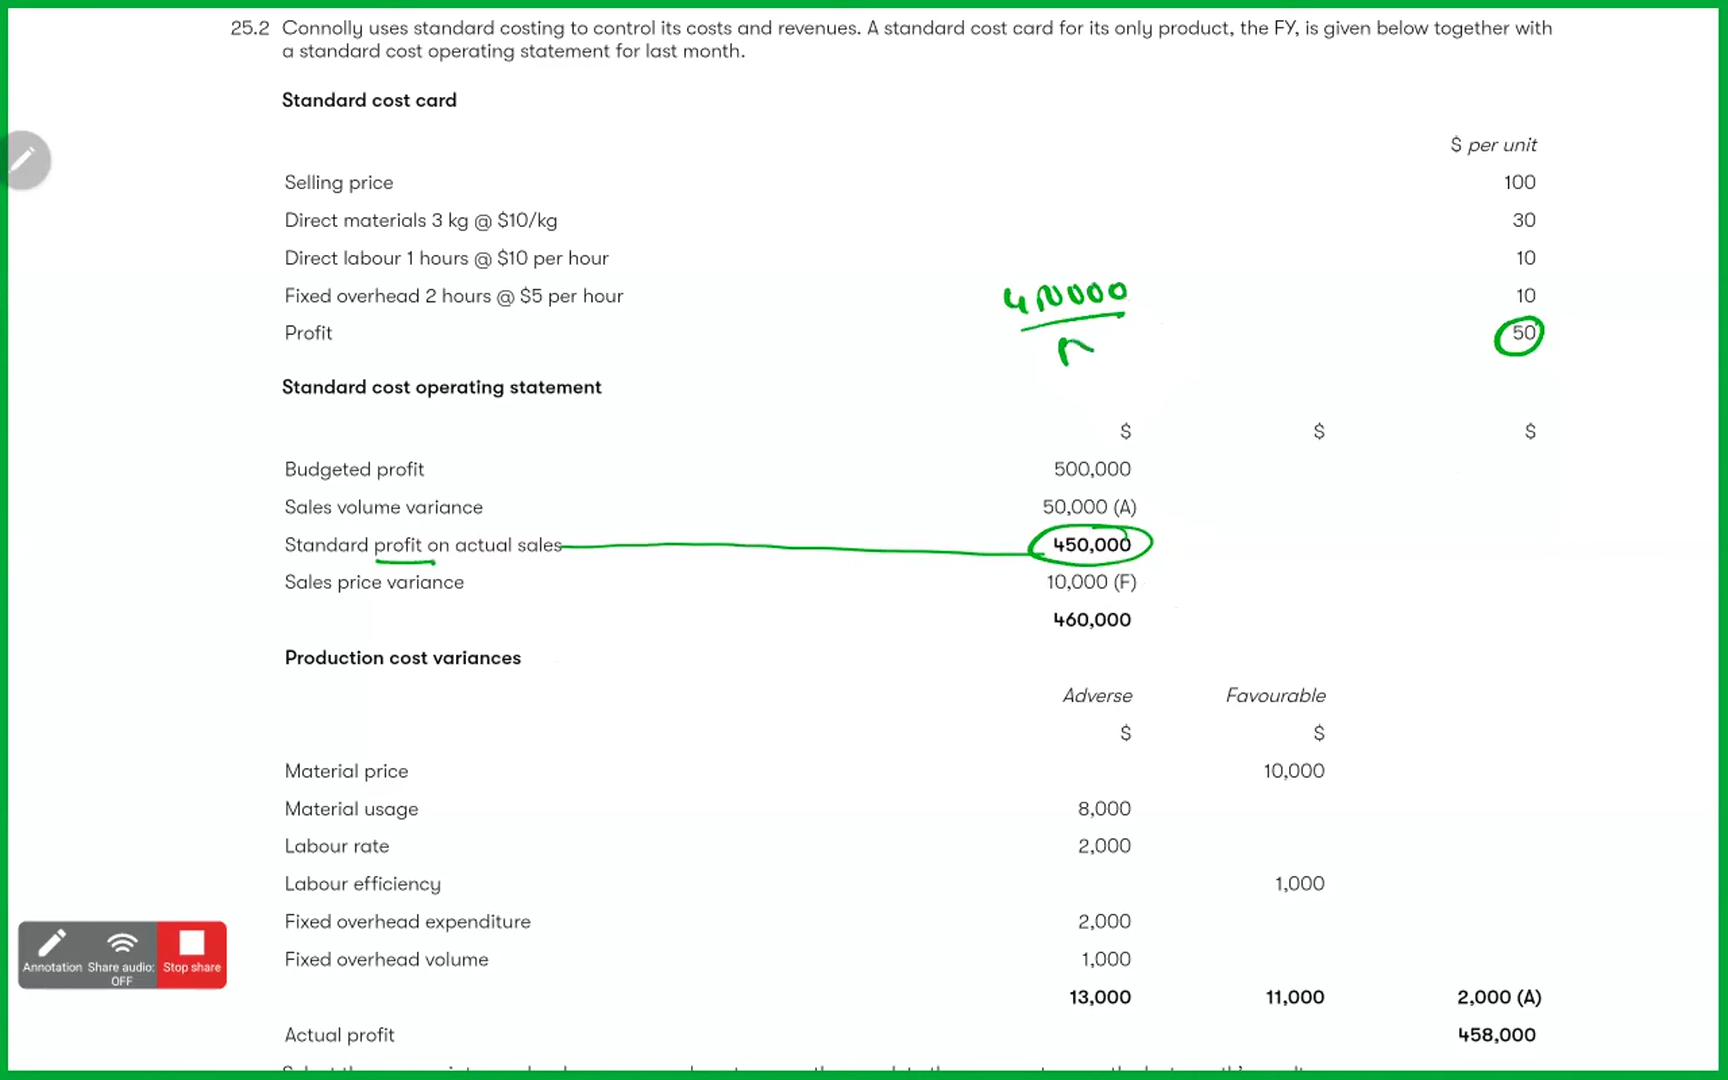 25.2 Connolly uses standard costing to control its costs and revenues. A standard cost card for its only product, the FY, is given below together with
a standard cost operating statement for last month.
Standard cost card
$ per unit
Selling price 100
Direct materials 3 kg @ $10/kg 30
Direct labour 1 hours @ $10 per hour 10
Fixed overhead 2 hours @ $5 per hour 10
Profit 50
Standard cost operating statement
$ $ $
Budgeted profit 500,000
Sales volume variance 50,000 (A)
Standard profit on actual sales 450,000
Sales price variance 10,000 (F)
460,000
Production cost variances
Adverse Favourable
$ $
Material price 10,000
Material usage 8,000
Labour rate 2,000
Labour efficiency 1,000
Fixed overhead expenditure 2,000
Fixed overhead volume 1,000
13,000 11,000 2,000 (A)
Actual profit 458,000
Annotation Share audio: OFF Stop share